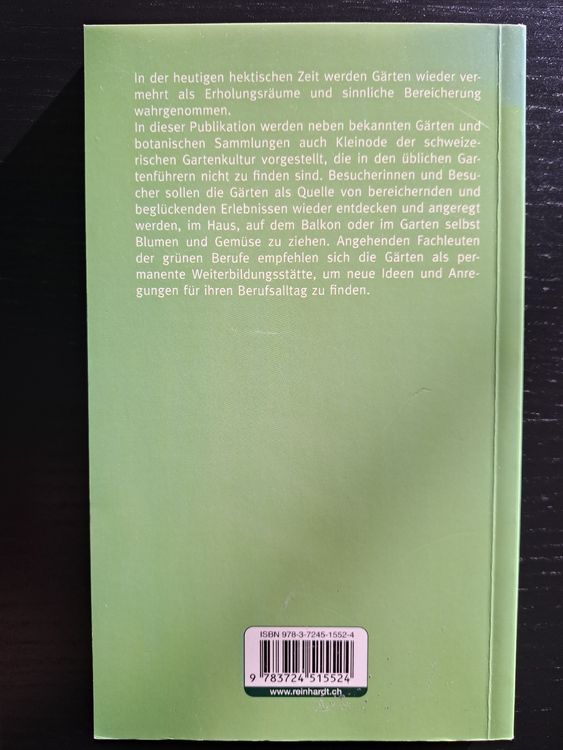 In der heutigen hektischen Zeit werden Gärten wieder ver-
mehrt als Erholungsräume und sinnliche Bereicherung
wahrgenommen.
In dieser Publikation werden neben bekannten Gärten und
botanischen Sammlungen auch Kleinode der schweize-
rischen Gartenkultur vorgestellt, die in den üblichen Gar-
tenführern nicht zu finden sind. Besucherinnen und Besu-
cher sollen die Gärten als Quelle von bereichernden und
beglückenden Erlebnissen wieder entdecken und angeregt
werden, im Haus, auf dem Balkon oder im Garten selbst
Blumen und Gemüse zu ziehen. Angehenden Fachleuten
der grünen Berufe empfehlen sich die Gärten als per-
manente Weiterbildungsstätte, um neue Ideen und Anre-
gungen für ihren Berufsalltag zu finden.
ISBN 978-3-7245-1552-4
9 783724 515524
www.reinhardt.ch